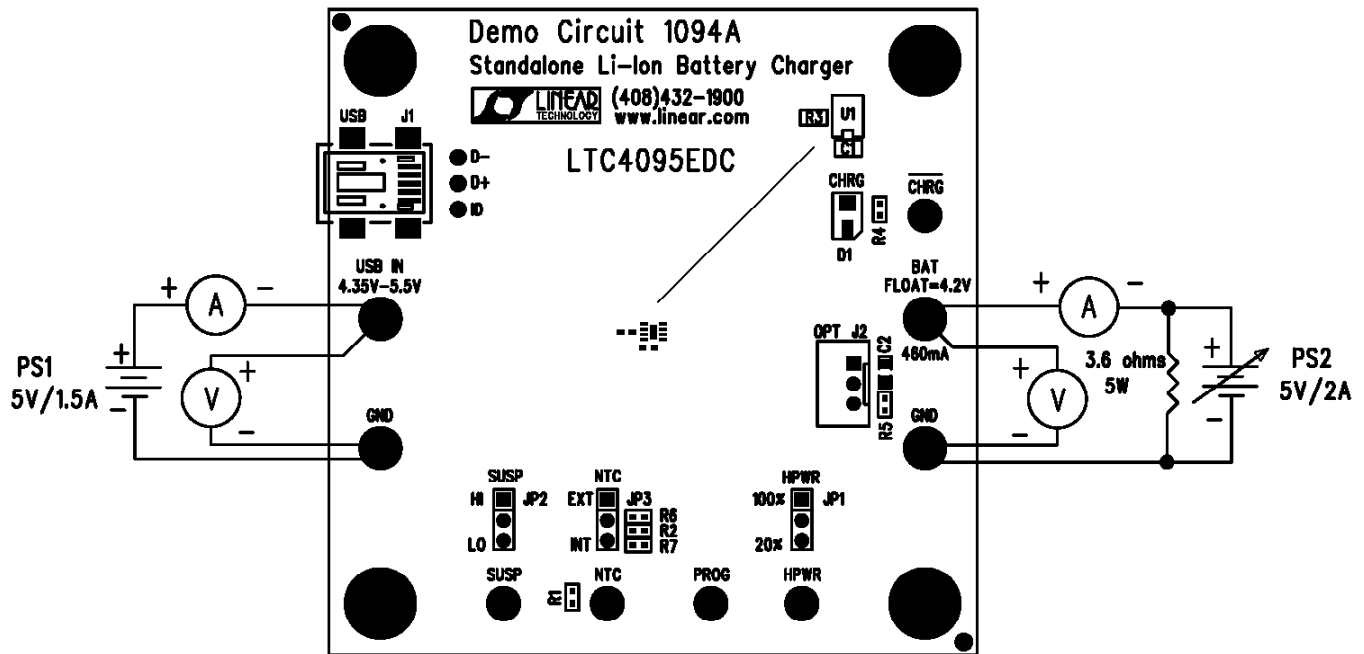 Demo Circuit 1094A
Standalone Li-Ion Battery Charger
LINEAR TECHNOLOGY
(408)432-1900
www.linear.com
LTC4095EDC
USB J1
D-
D+
ID
R3
U1
C1
CHRG
CHRG
D1
R4
USB IN
4.35V-5.5V
+ A -
PS1
5V/1.5A
+
-
+
V
-
GND
BAT
FLOAT=4.2V
460mA
OPT J2
C2
R5
GND
+ A -
3.6 ohms
5W
+
V
-
+
-
PS2
5V/2A
SUSP
HI
JP2
LO
NTC
EXT
JP3
INT
R6
R2
R7
HPWR
100%
JP1
20%
SUSP
R1
NTC
PROG
HPWR